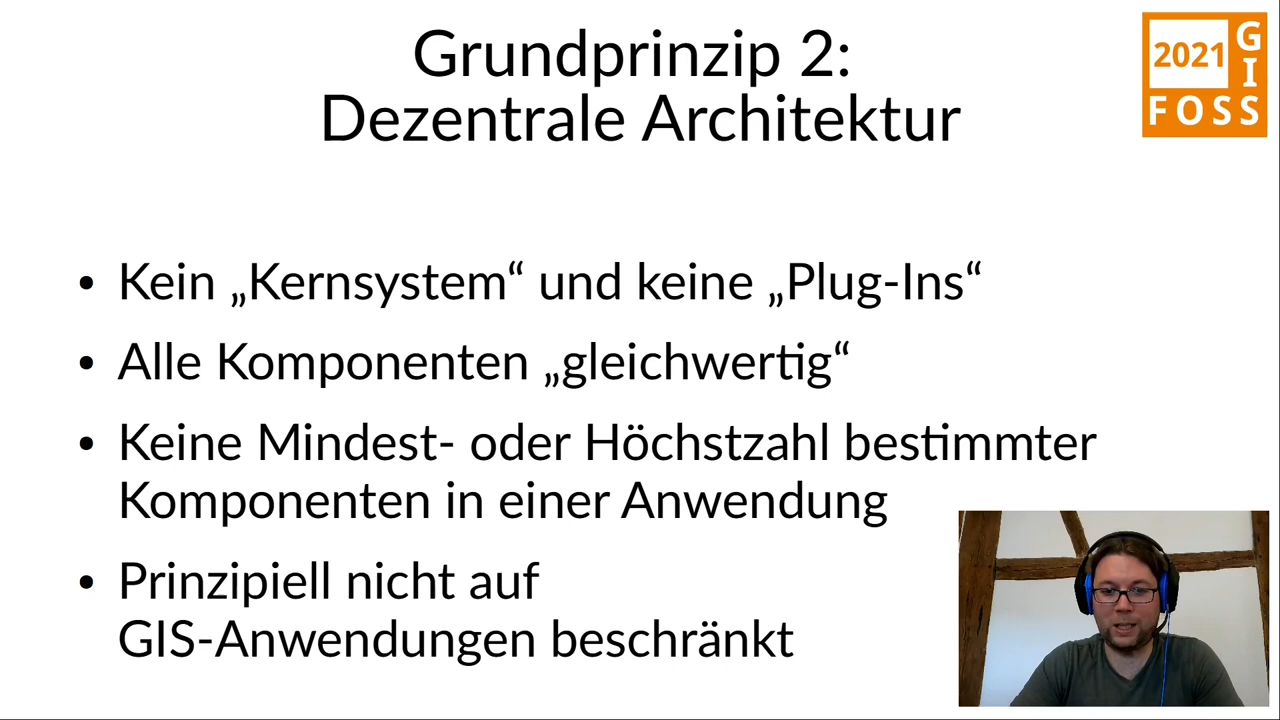 Grundprinzip 2:
Dezentrale Architektur
2021
G
I
FOSS
• Kein „Kernsystem“ und keine „Plug-Ins“
• Alle Komponenten „gleichwertig“
• Keine Mindest- oder Höchstzahl bestimmter
Komponenten in einer Anwendung
• Prinzipiell nicht auf
GIS-Anwendungen beschränkt